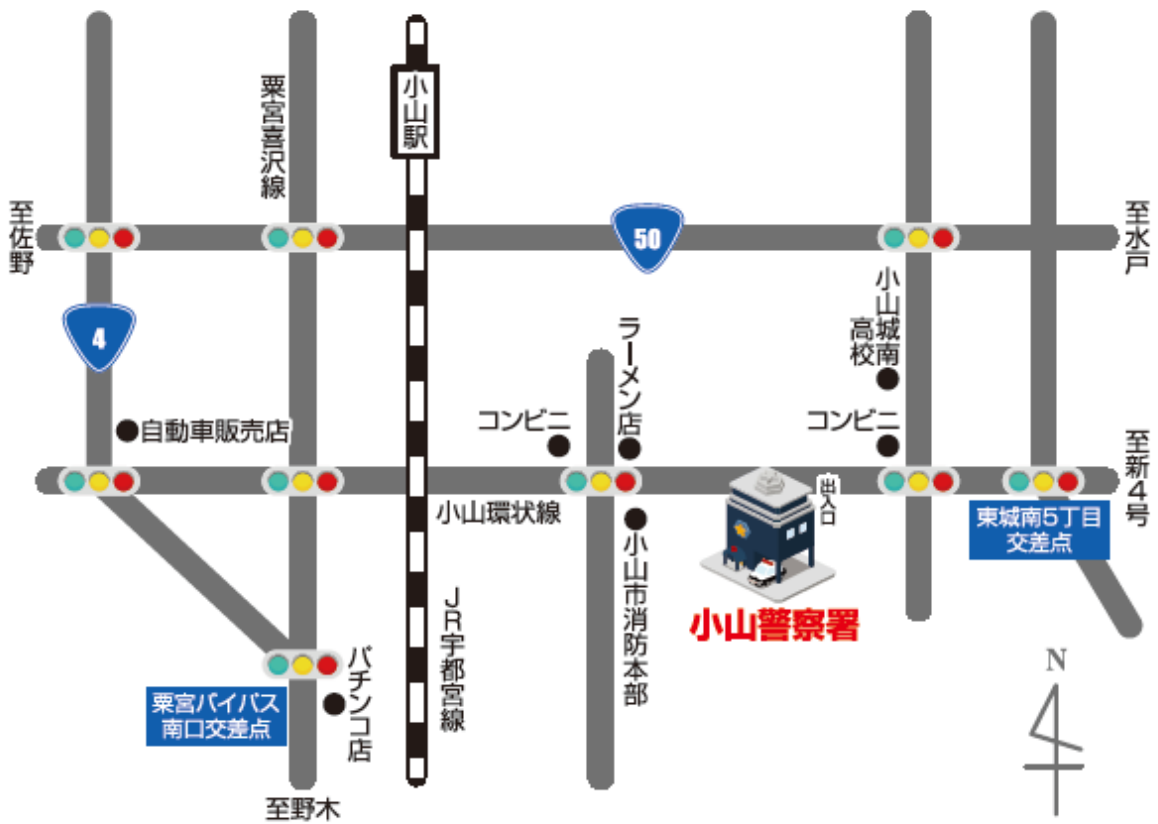 小山駅
粟宮喜沢線
至佐野
50
至水戸
4
小山城南
高校
ラーメン店
コンビニ
コンビニ
自動車販売店
至新4号
小山環状線
出入口
東城南5丁目
交差点
小山市消防本部
小山警察署
JR宇都宮線
パチンコ店
粟宮バイパス
南口交差点
N
至野木